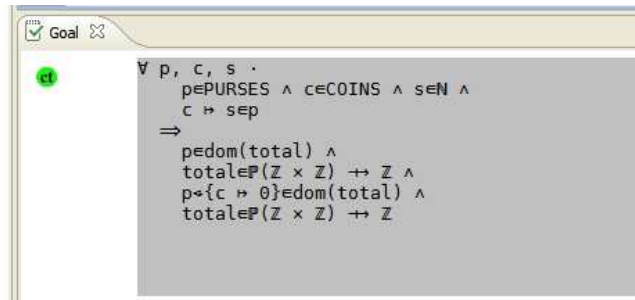 Goal
ct
∀ p, c, s ·
p∈PURSES ∧ c∈COINS ∧ s∈ℕ ∧
c ↦ s∈p
⇒
p∈dom(total) ∧
total∈ℙ(ℤ × ℤ) ⇸ ℤ ∧
p<+{c ↦ 0}∈dom(total) ∧
total∈ℙ(ℤ × ℤ) ⇸ ℤ